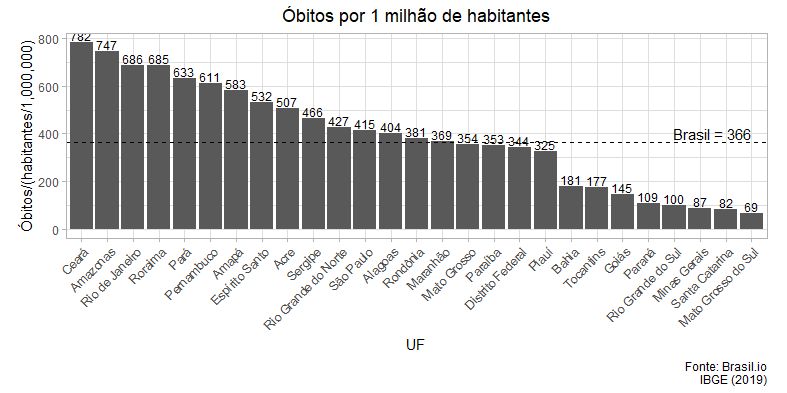 Óbitos por 1 milhão de habitantes
Óbitos/(habitantes/1,000,000)
800
600
400
200
0
782
747
686
685
633
611
583
532
507
466
427
415
404
381
369
354
353
344
325
181
177
145
109
100
87
82
69
Brasil = 366
Ceará
Amazonas
Rio de Janeiro
Roraima
Pará
Pernambuco
Amapá
Espírito Santo
Acre
Sergipe
Rio Grande do Norte
São Paulo
Alagoas
Rondônia
Maranhão
Mato Grosso
Paraíba
Distrito Federal
Piauí
Bahia
Tocantins
Goiás
Paraná
Rio Grande do Sul
Minas Gerais
Santa Catarina
Mato Grosso do Sul
UF
Fonte: Brasil.io
IBGE (2019)